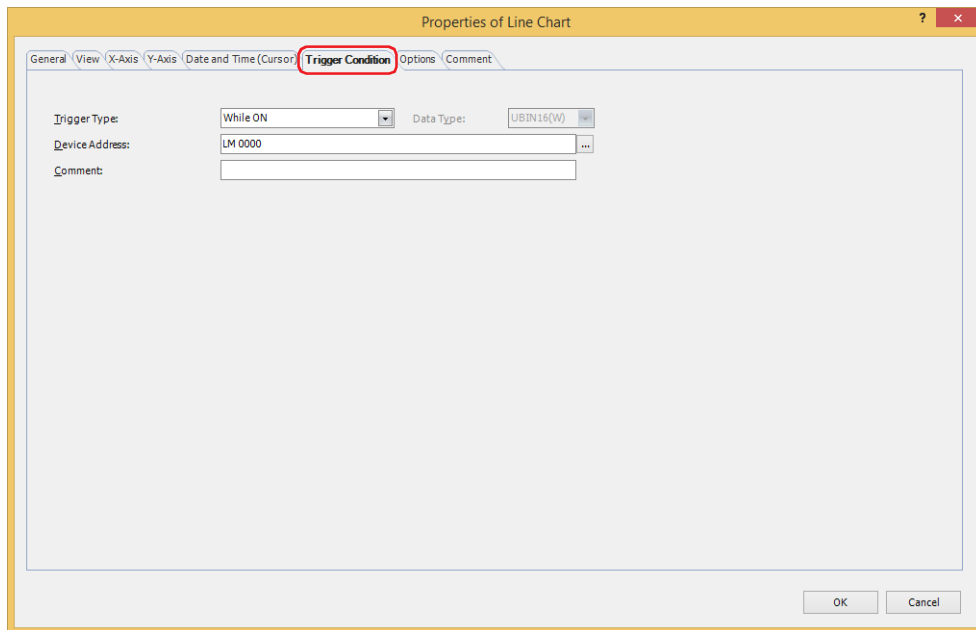 Properties of Line Chart ? ×
General View X-Axis Y-Axis Date and Time (Cursor) Trigger Condition Options Comment
Trigger Type: While ON Data Type: UBIN16(W)
Device Address: LM 0000 ...
Comment:
OK Cancel